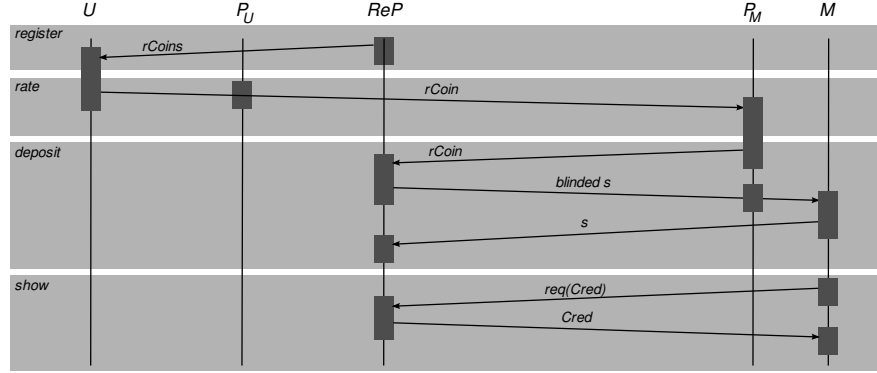 U P_U ReP P_M M
register
rCoins
rate
rCoin
deposit
rCoin
blinded s
s
show
req(Cred)
Cred